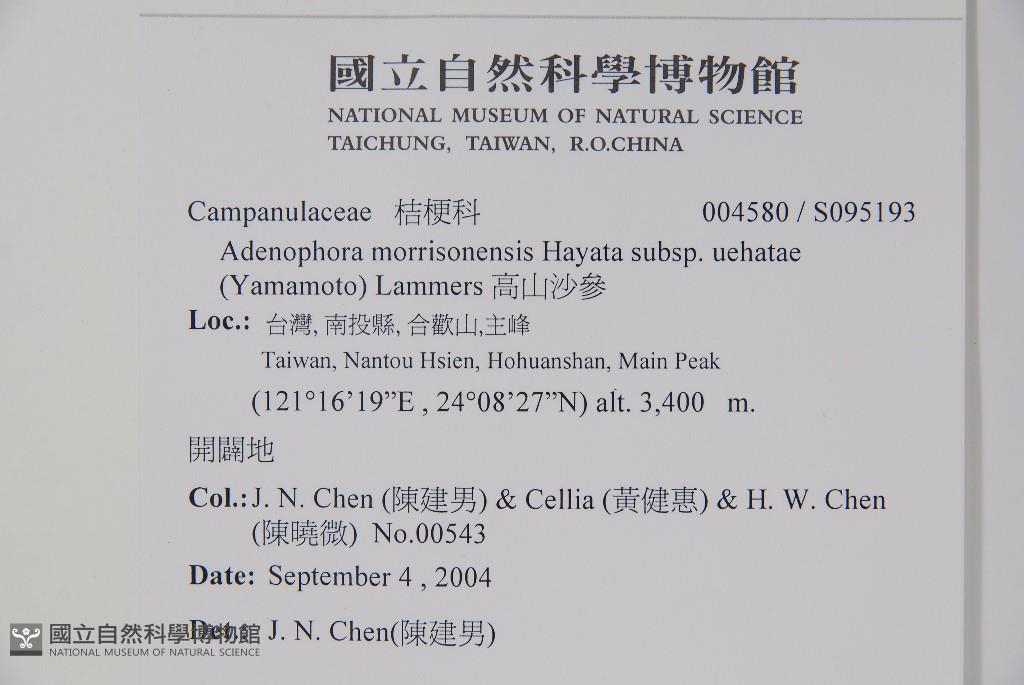 國立自然科學博物館
NATIONAL MUSEUM OF NATURAL SCIENCE
TAICHUNG, TAIWAN, R.O.CHINA
Campanulaceae 桔梗科 004580 / S095193
Adenophora morrisonensis Hayata subsp. uehatae
(Yamamoto) Lammers 高山沙參
Loc.: 台灣, 南投縣, 合歡山,主峰
Taiwan, Nantou Hsien, Hohuanshan, Main Peak
(121°16’19”E , 24°08’27”N) alt. 3,400 m.
開闢地
Col.: J. N. Chen (陳建男) & Cellia (黃健惠) & H. W. Chen
(陳曉微) No.00543
Date: September 4 , 2004
Det.: J. N. Chen(陳建男)
國立自然科學博物館
NATIONAL MUSEUM OF NATURAL SCIENCE